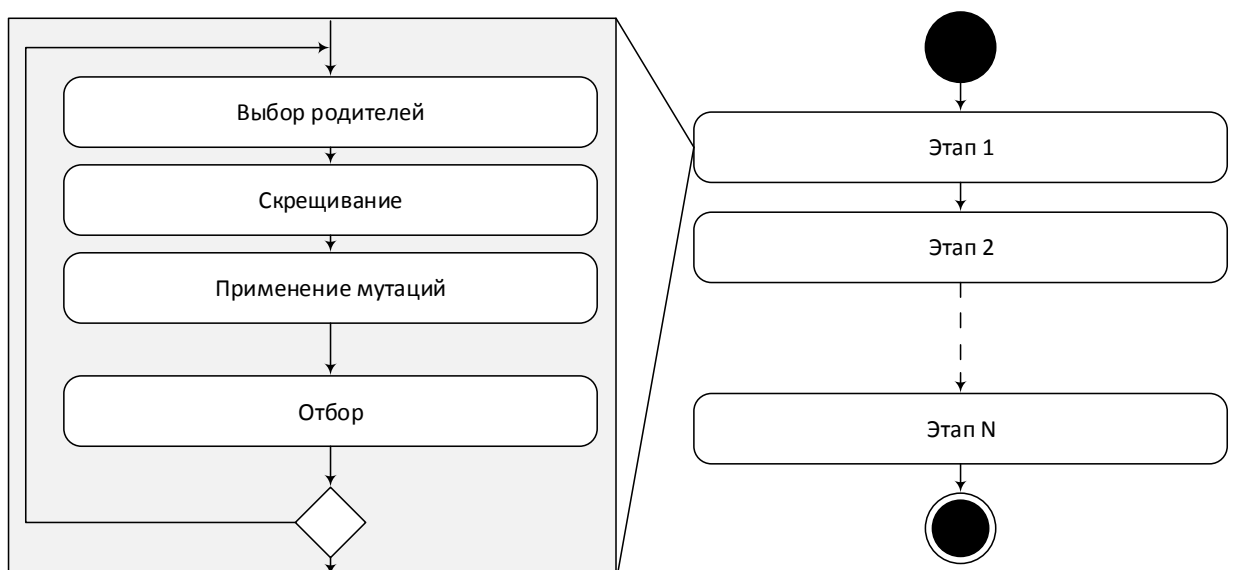 Выбор родителей
Скрещивание
Применение мутаций
Отбор
Этап 1
Этап 2
Этап N